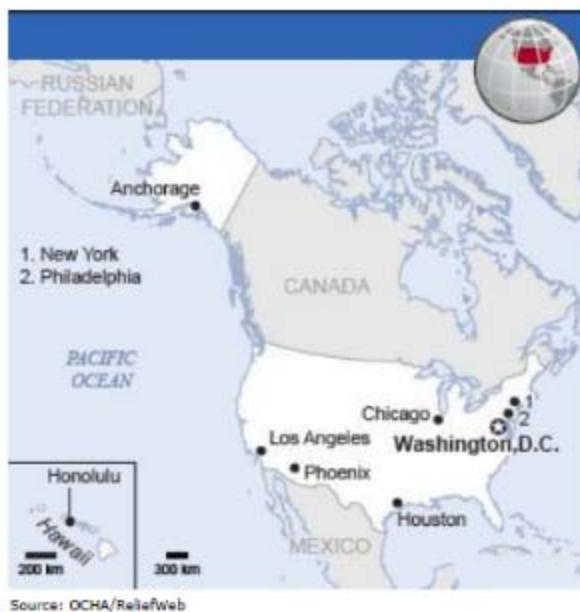 RUSSIAN
FEDERATION
Anchorage
1. New York
2. Philadelphia
CANADA
PACIFIC
OCEAN
1
2
Chicago
Washington,D.C.
Los Angeles
Phoenix
Houston
MEXICO
Honolulu
Hawaii
200 km
300 km
Source: OCHA/ReliefWeb